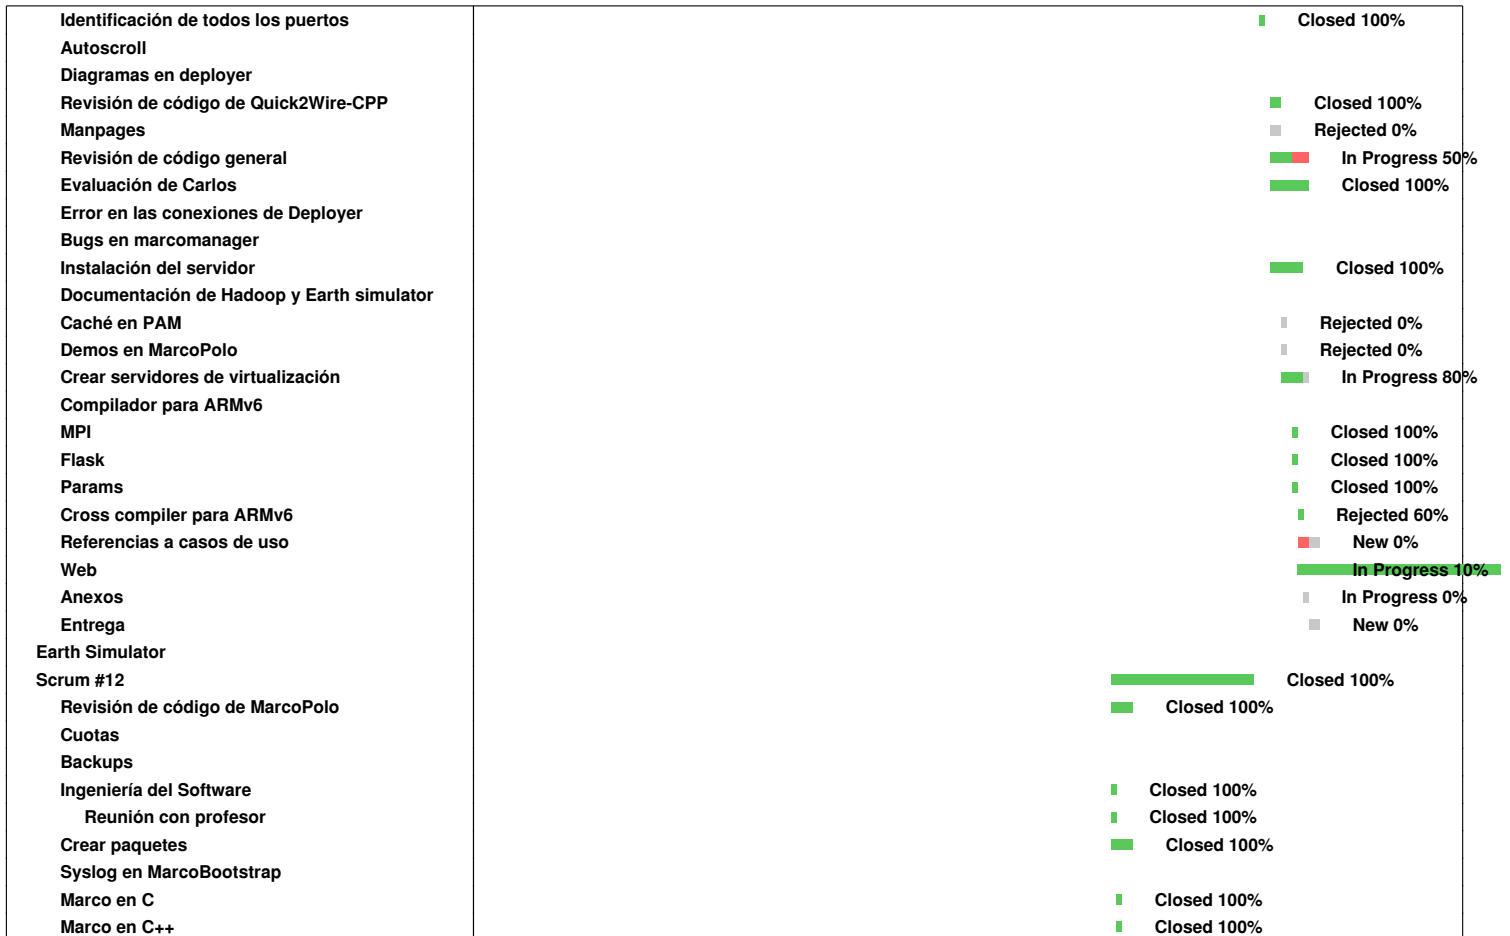 Identificación de todos los puertos Closed 100%
Autoscroll
Diagramas en deployer
Revisión de código de Quick2Wire-CPP Closed 100%
Manpages Rejected 0%
Revisión de código general In Progress 50%
Evaluación de Carlos Closed 100%
Error en las conexiones de Deployer
Bugs en marcomanager
Instalación del servidor Closed 100%
Documentación de Hadoop y Earth simulator
Caché en PAM Rejected 0%
Demos en MarcoPolo Rejected 0%
Crear servidores de virtualización In Progress 80%
Compilador para ARMv6
MPI Closed 100%
Flask Closed 100%
Params Closed 100%
Cross compiler para ARMv6 Rejected 60%
Referencias a casos de uso New 0%
Web In Progress 10%
Anexos In Progress 0%
Entrega New 0%
Earth Simulator
Scrum #12 Closed 100%
Revisión de código de MarcoPolo Closed 100%
Cuotas
Backups
Ingeniería del Software Closed 100%
Reunión con profesor Closed 100%
Crear paquetes Closed 100%
Syslog en MarcoBootstrap
Marco en C Closed 100%
Marco en C++ Closed 100%